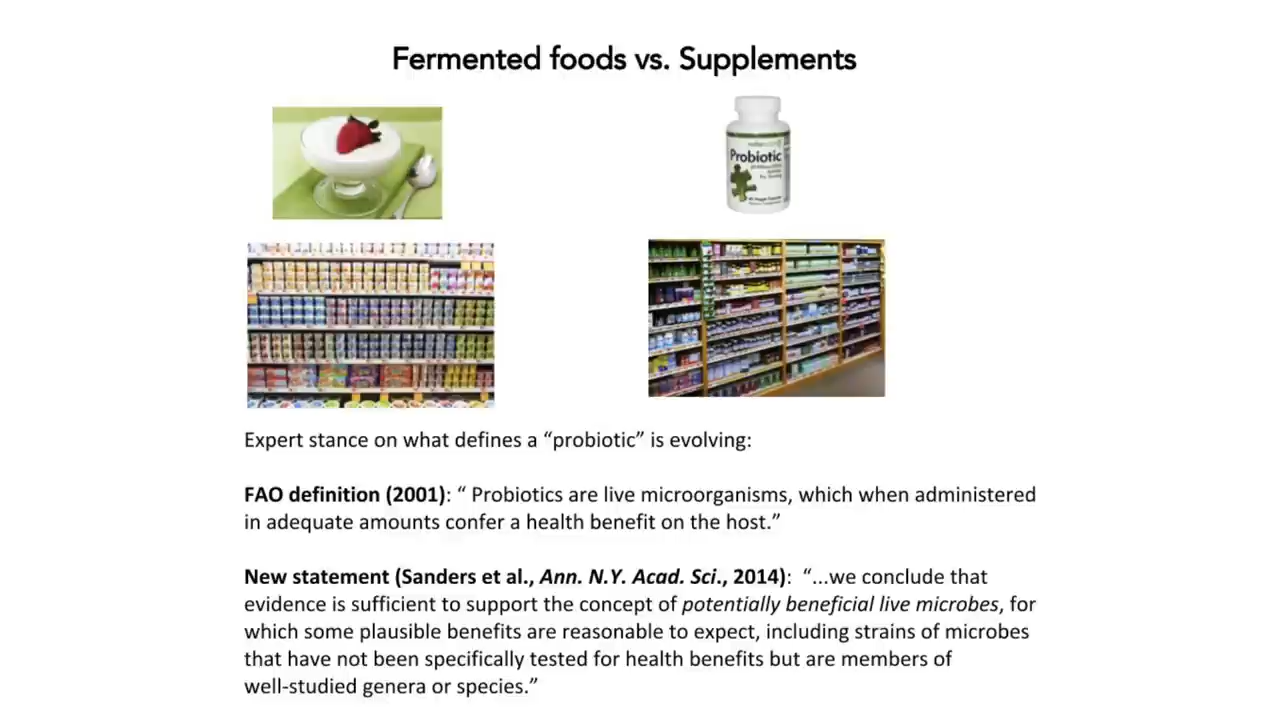 Fermented foods vs. Supplements
Probiotic
Expert stance on what defines a “probiotic” is evolving:
FAO definition (2001): “ Probiotics are live microorganisms, which when administered
in adequate amounts confer a health benefit on the host.”
New statement (Sanders et al., Ann. N.Y. Acad. Sci., 2014): “...we conclude that
evidence is sufficient to support the concept of potentially beneficial live microbes, for
which some plausible benefits are reasonable to expect, including strains of microbes
that have not been specifically tested for health benefits but are members of
well-studied genera or species.”